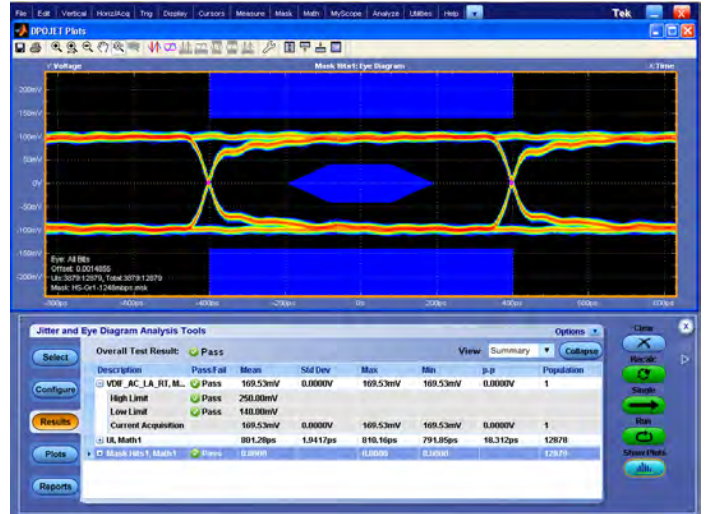 File Edit Vertical Horiz/Acq Trig Display Cursors Measure Mask Math MyScope Analyze Utilities Help Tek
DPOJET Plots
Y:Voltage Mask Hits1: Eye Diagram X:Time
200mV
150mV
100mV
50mV
0V
-50mV
-100mV
-150mV
-200mV
Eye: All Bits
Offset: 0.0014855
UIs:3879:12879, Total:3879:12879
Mask: HS-Gr1-1248mbps.msk
-800ps -600ps -400ps -200ps 0s 200ps 400ps 600ps 800ps
Jitter and Eye Diagram Analysis Tools Options Clear
Select Overall Test Result: Pass View Summary Collapse Recalc
Description Pass/Fail Mean Std Dev Max Min p-p Population
VDIF_AC_LA_RT, M... Pass 169.53mV 0.0000V 169.53mV 169.53mV 0.0000V 1
Configure High Limit Pass 250.00mV Single
Low Limit Pass 140.00mV
Results Current Acquisition 169.53mV 0.0000V 169.53mV 169.53mV 0.0000V 1 Run
UI, Math1 801.28ps 1.9417ps 810.16ps 791.85ps 18.312ps 12878
Plots Mask Hits1, Math1 Pass 0.0000 0.0000 0.0000 12879 Show Plots
Reports